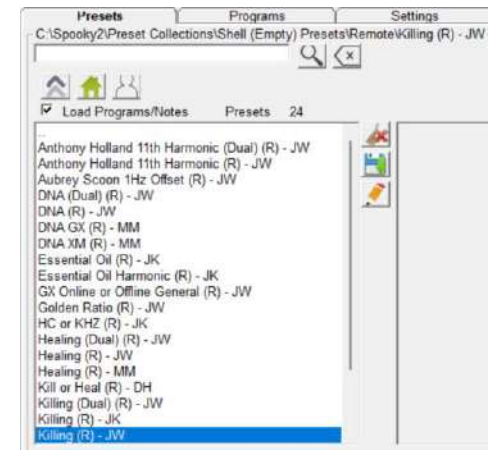 Presets Programs Settings
C:\Spooky2\Preset Collections\Shell (Empty) Presets\Remote\Killing (R) - JW
Load Programs/Notes Presets 24
..
Anthony Holland 11th Harmonic (Dual) (R) - JW
Anthony Holland 11th Harmonic (R) - JW
Aubrey Scoon 1Hz Offset (R) - JW
DNA (Dual) (R) - JW
DNA (R) - JW
DNA GX (R) - MM
DNA XM (R) - MM
Essential Oil (R) - JK
Essential Oil Harmonic (R) - JK
GX Online or Offline General (R) - JW
Golden Ratio (R) - JW
HC or KHZ (R) - JK
Healing (Dual) (R) - JW
Healing (R) - JW
Healing (R) - MM
Kill or Heal (R) - DH
Killing (Dual) (R) - JW
Killing (R) - JK
Killing (R) - JW